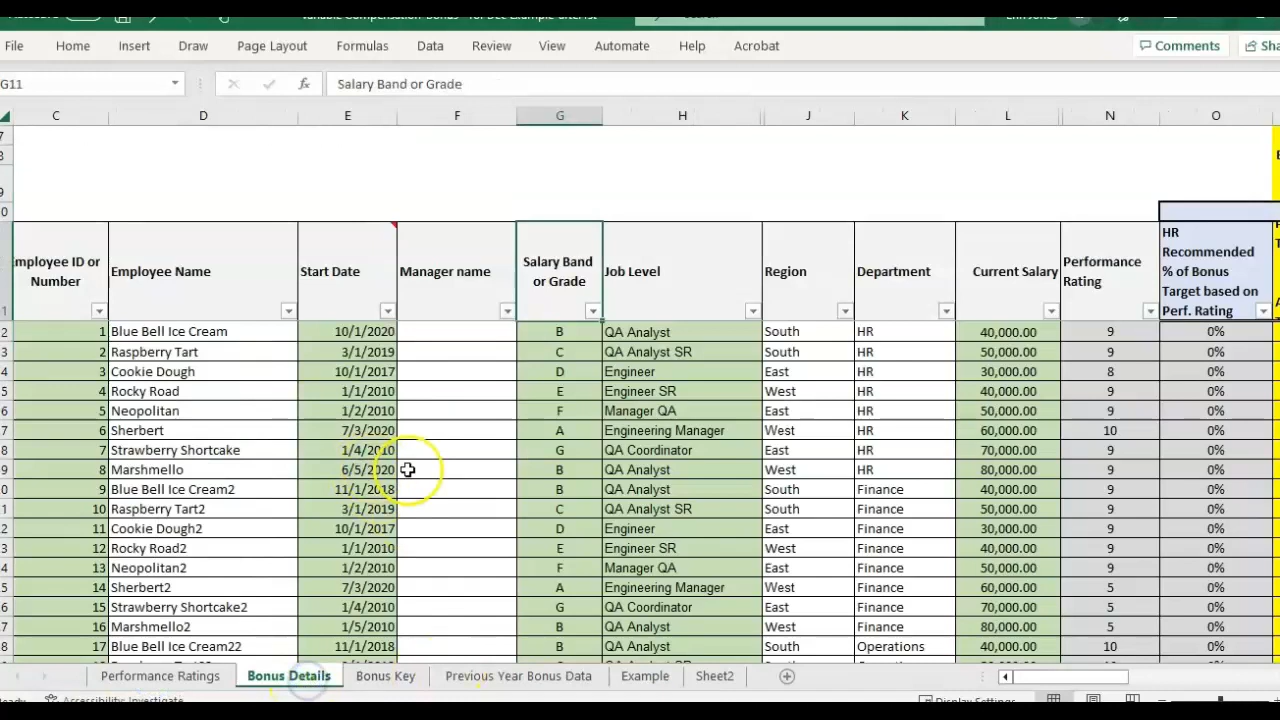 File Home Insert Draw Page Layout Formulas Data Review View Automate Help Acrobat Comments
G11 fx Salary Band or Grade
C D E F G H J K L N O
Employee ID or Number Employee Name Start Date Manager name Salary Band or Grade Job Level Region Department Current Salary Performance Rating HR Recommended % of Bonus Target based on Perf. Rating
1 Blue Bell Ice Cream 10/1/2020 B QA Analyst South HR 40,000.00 9 0%
2 Raspberry Tart 3/1/2019 C QA Analyst SR South HR 50,000.00 9 0%
3 Cookie Dough 10/1/2017 D Engineer East HR 30,000.00 8 0%
4 Rocky Road 1/1/2010 E Engineer SR West HR 40,000.00 9 0%
5 Neopolitan 1/2/2010 F Manager QA East HR 50,000.00 9 0%
6 Sherbert 7/3/2020 A Engineering Manager West HR 60,000.00 10 0%
7 Strawberry Shortcake 1/4/2010 G QA Coordinator East HR 70,000.00 9 0%
8 Marshmello 6/5/2020 B QA Analyst West HR 80,000.00 9 0%
9 Blue Bell Ice Cream2 11/1/2018 B QA Analyst South Finance 40,000.00 9 0%
10 Raspberry Tart2 3/1/2019 C QA Analyst SR South Finance 50,000.00 9 0%
11 Cookie Dough2 10/1/2017 D Engineer East Finance 30,000.00 9 0%
12 Rocky Road2 1/1/2010 E Engineer SR West Finance 40,000.00 9 0%
13 Neopolitan2 1/2/2010 F Manager QA East Finance 50,000.00 9 0%
14 Sherbert2 7/3/2020 A Engineering Manager West Finance 60,000.00 5 0%
15 Strawberry Shortcake2 1/4/2010 G QA Coordinator East Finance 70,000.00 5 0%
16 Marshmello2 1/5/2010 B QA Analyst West Finance 80,000.00 5 0%
17 Blue Bell Ice Cream22 11/1/2018 B QA Analyst South Operations 40,000.00 10 0%
Performance Ratings Bonus Details Bonus Key Previous Year Bonus Data Example Sheet2
Accessibility: Investigate Display Settings